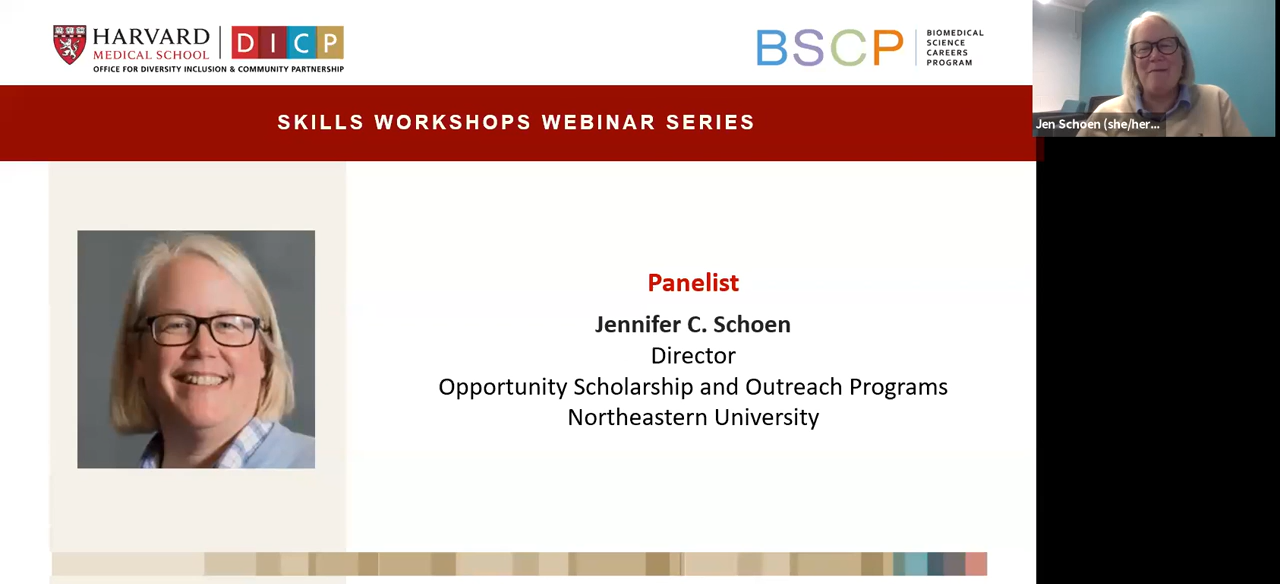 HARVARD
MEDICAL SCHOOL
DICP
OFFICE FOR DIVERSITY INCLUSION & COMMUNITY PARTNERSHIP
BSCP
BIOMEDICAL
SCIENCE
CAREERS
PROGRAM
Jen Schoen (she/her...
SKILLS WORKSHOPS WEBINAR SERIES
Panelist
Jennifer C. Schoen
Director
Opportunity Scholarship and Outreach Programs
Northeastern University